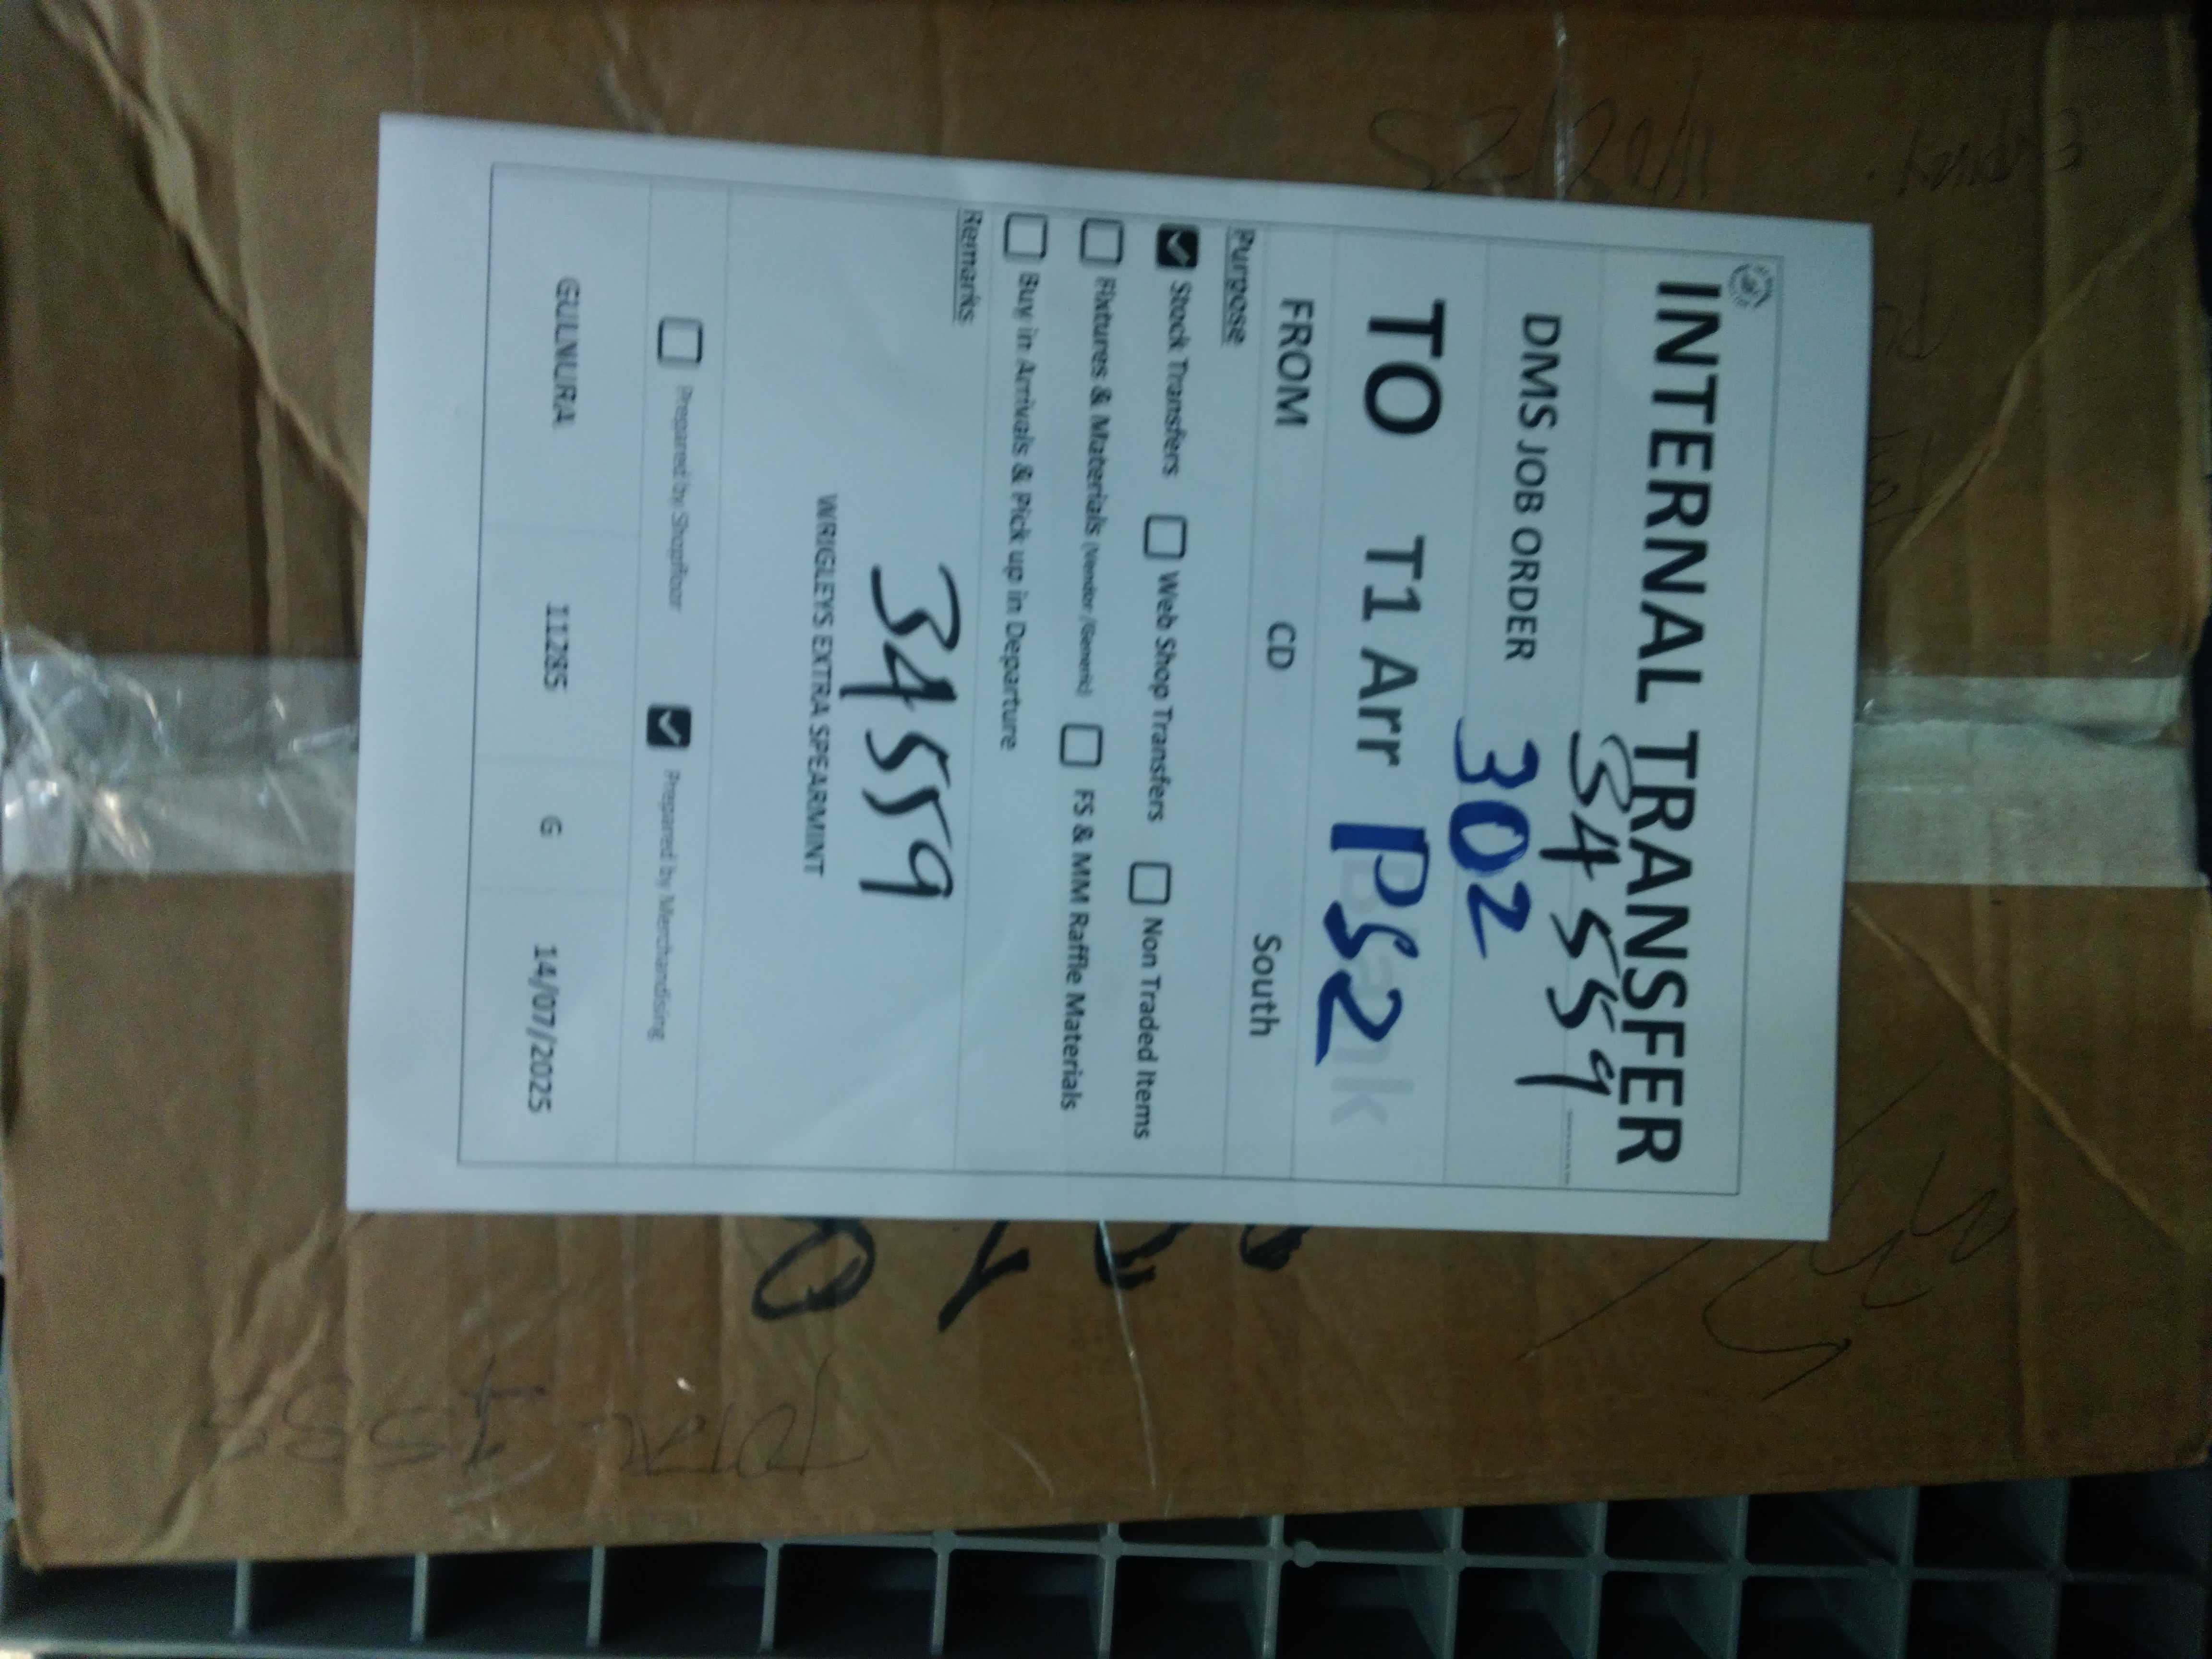 INTERNAL TRANSFER
34559
DMS JOB ORDER 302
TO T1 Arr PS2
FROM CD South
Purpose
Stock Transfers Web Shop Transfers Non Traded Items
Fixtures & Materials (Vendor /Generic) FS & MM Raffle Materials
Buy in Arrivals & Pick up in Departure
Remarks:
34559
WRIGLEYS EXTRA SPEARMINT
Prepared by Shopfloor Prepared by Merchandising
GULNURA 11285 G 14/07/2025
TOTAL